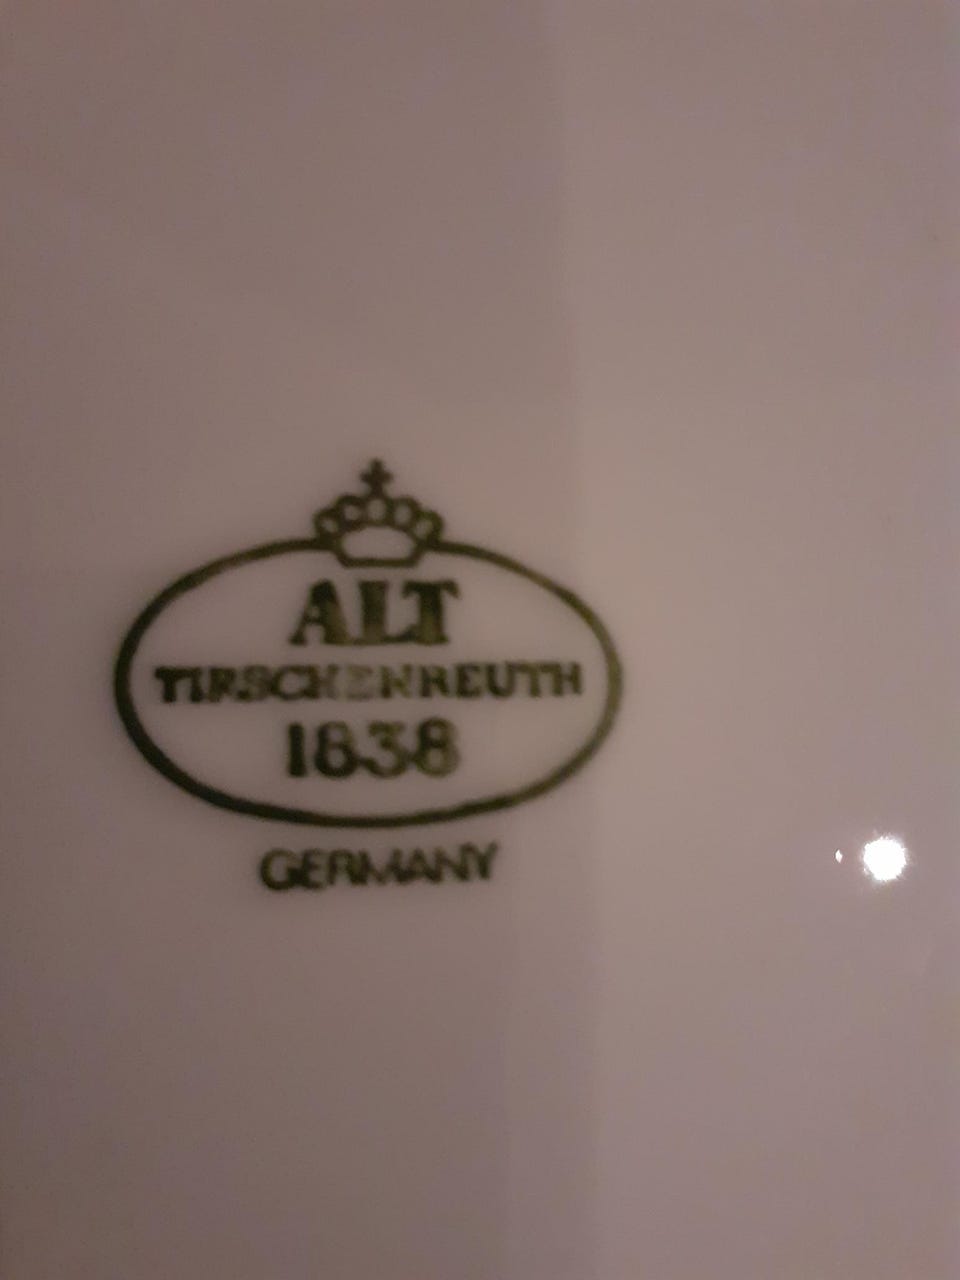 ALT
TIRSCHENREUTH
1838
GERMANY